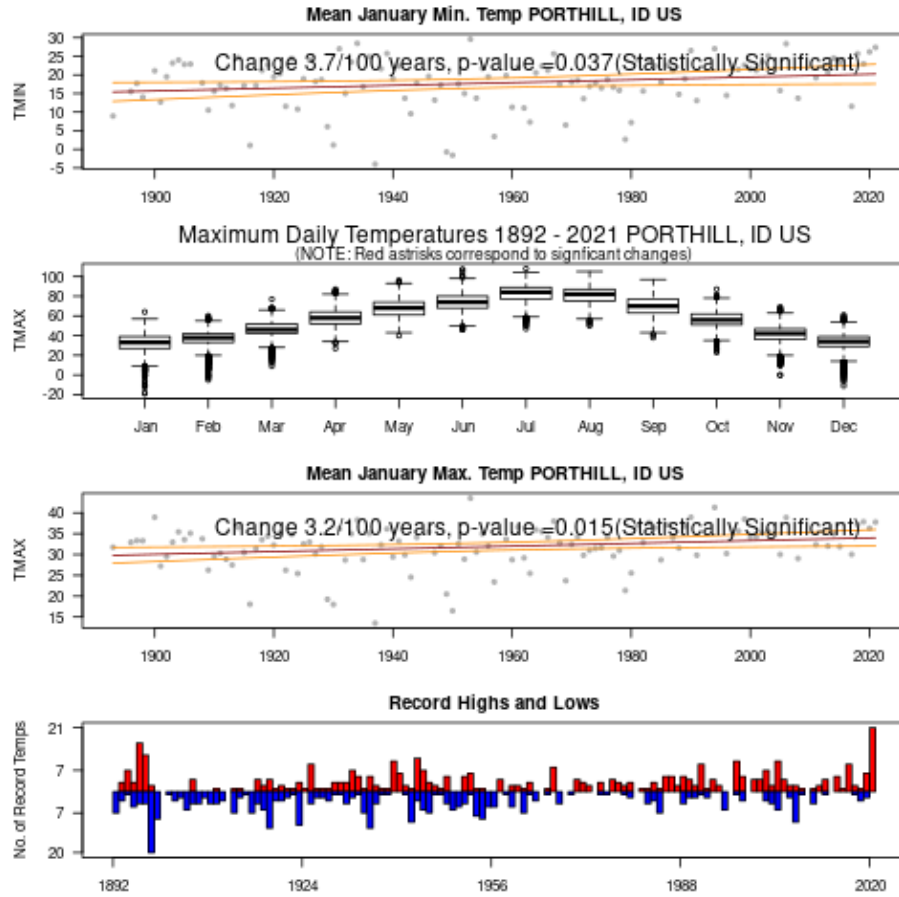 Mean January Min. Temp PORTHILL, ID US
Change 3.7/100 years, p-value =0.037(Statistically Significant)
TMIN
30
25
20
15
10
5
0
-5
1900 1920 1940 1960 1980 2000 2020
Maximum Daily Temperatures 1892 - 2021 PORTHILL, ID US
(NOTE: Red astrisks correspond to signficant changes)
TMAX
100
80
60
40
20
0
-20
Jan Feb Mar Apr May Jun Jul Aug Sep Oct Nov Dec
Mean January Max. Temp PORTHILL, ID US
Change 3.2/100 years, p-value =0.015(Statistically Significant)
TMAX
40
35
30
25
20
15
1900 1920 1940 1960 1980 2000 2020
Record Highs and Lows
No. of Record Temps
21
7
7
20
1892 1924 1956 1988 2020